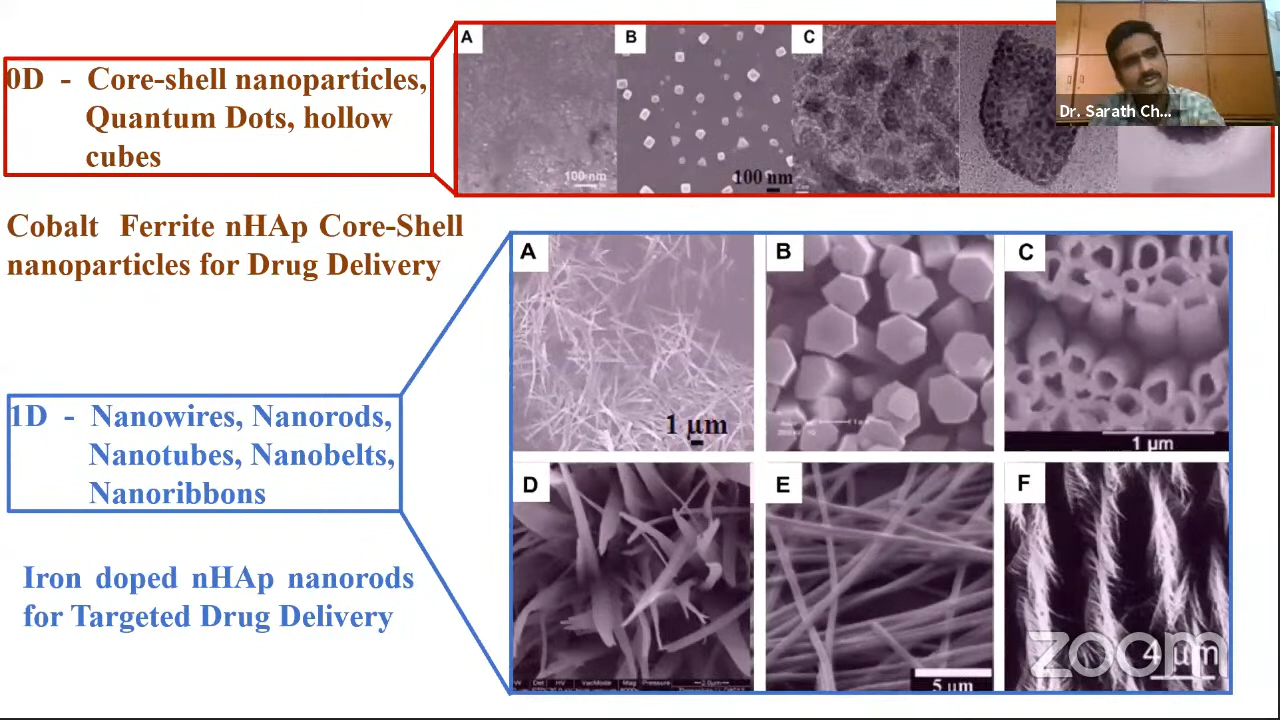 0D - Core-shell nanoparticles,
Quantum Dots, hollow
cubes
A
B
C
100 nm
100 nm
Dr. Sarath Ch...
Cobalt Ferrite nHAp Core-Shell
nanoparticles for Drug Delivery
1D - Nanowires, Nanorods,
Nanotubes, Nanobelts,
Nanoribbons
Iron doped nHAp nanorods
for Targeted Drug Delivery
A
B
C
1 µm
1 µm
D
E
F
5 µm
4 µm
zoom